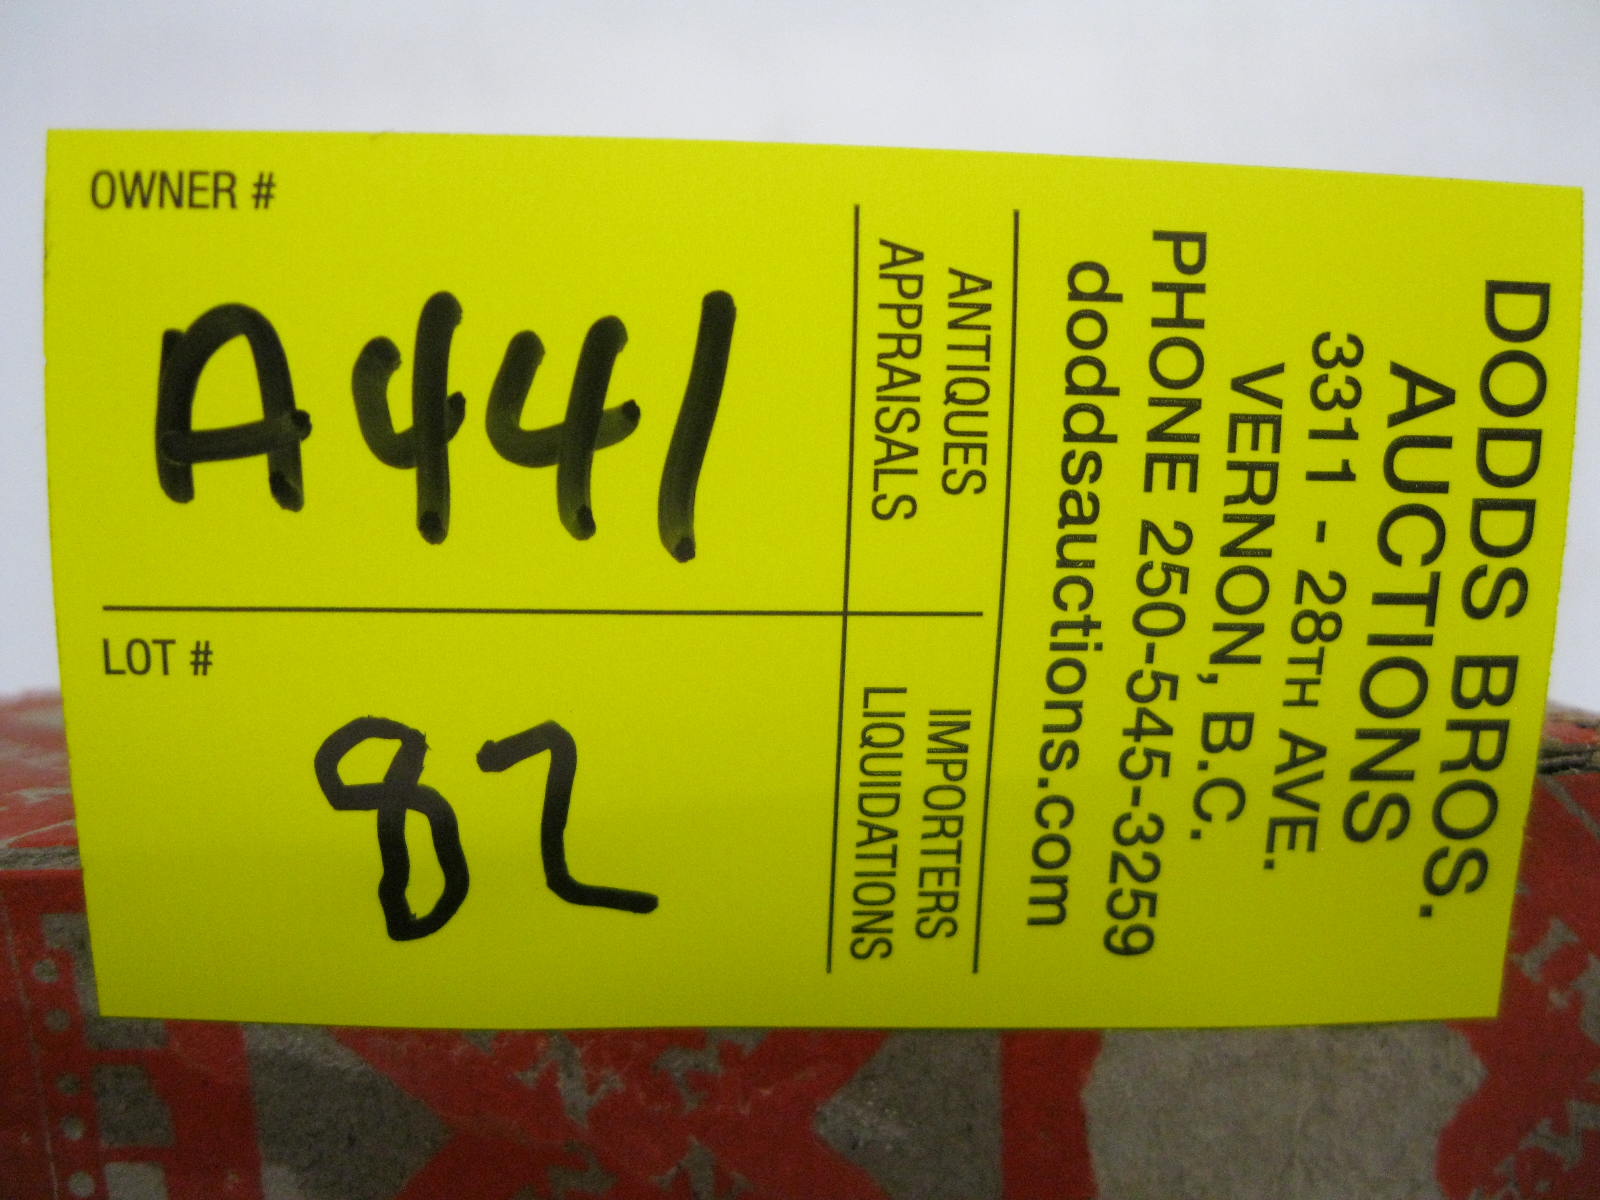 OWNER #
A441
LOT #
82
DODDS BROS.
AUCTIONS
3311 - 28TH AVE.
VERNON, B.C.
PHONE 250-545-3259
doddsauctions.com
ANTIQUES
APPRAISALS
IMPORTERS
LIQUIDATIONS